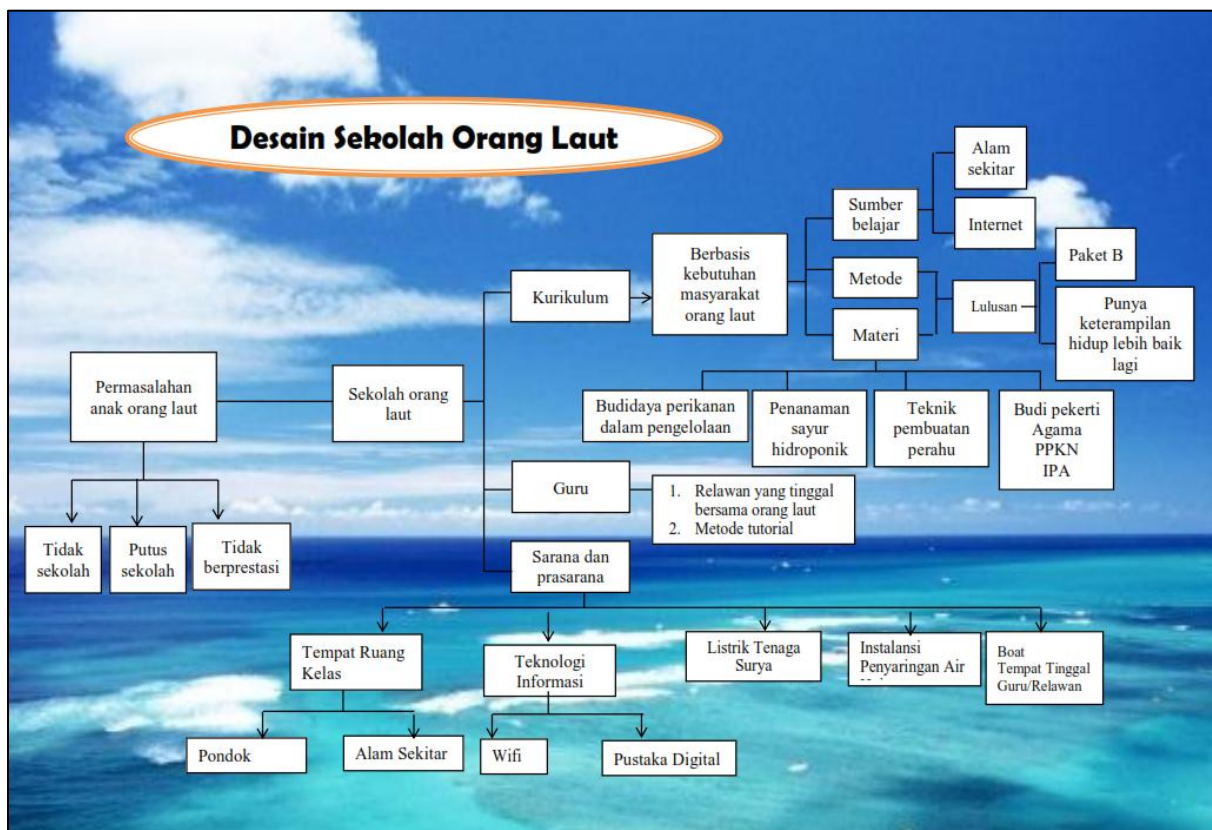 Desain Sekolah Orang Laut
Permasalahan
anak orang laut
Tidak
sekolah
Putus
sekolah
Tidak
berprestasi
Sekolah orang
laut
Kurikulum
Berbasis
kebutuhan
masyarakat
orang laut
Sumber
belajar
Alam
sekitar
Internet
Metode
Materi
Lulusan
Paket B
Punya
keterampilan
hidup lebih baik
lagi
Budidaya perikanan
dalam pengelolaan
Penanaman
sayur
hidroponik
Teknik
pembuatan
perahu
Budi pekerti
Agama
PPKN
IPA
Guru
1. Relawan yang tinggal
bersama orang laut
2. Metode tutorial
Sarana dan
prasarana
Tempat Ruang
Kelas
Pondok
Alam Sekitar
Teknologi
Informasi
Wifi
Pustaka Digital
Listrik Tenaga
Surya
Instalansi
Penyaringan Air
Boat
Tempat Tinggal
Guru/Relawan